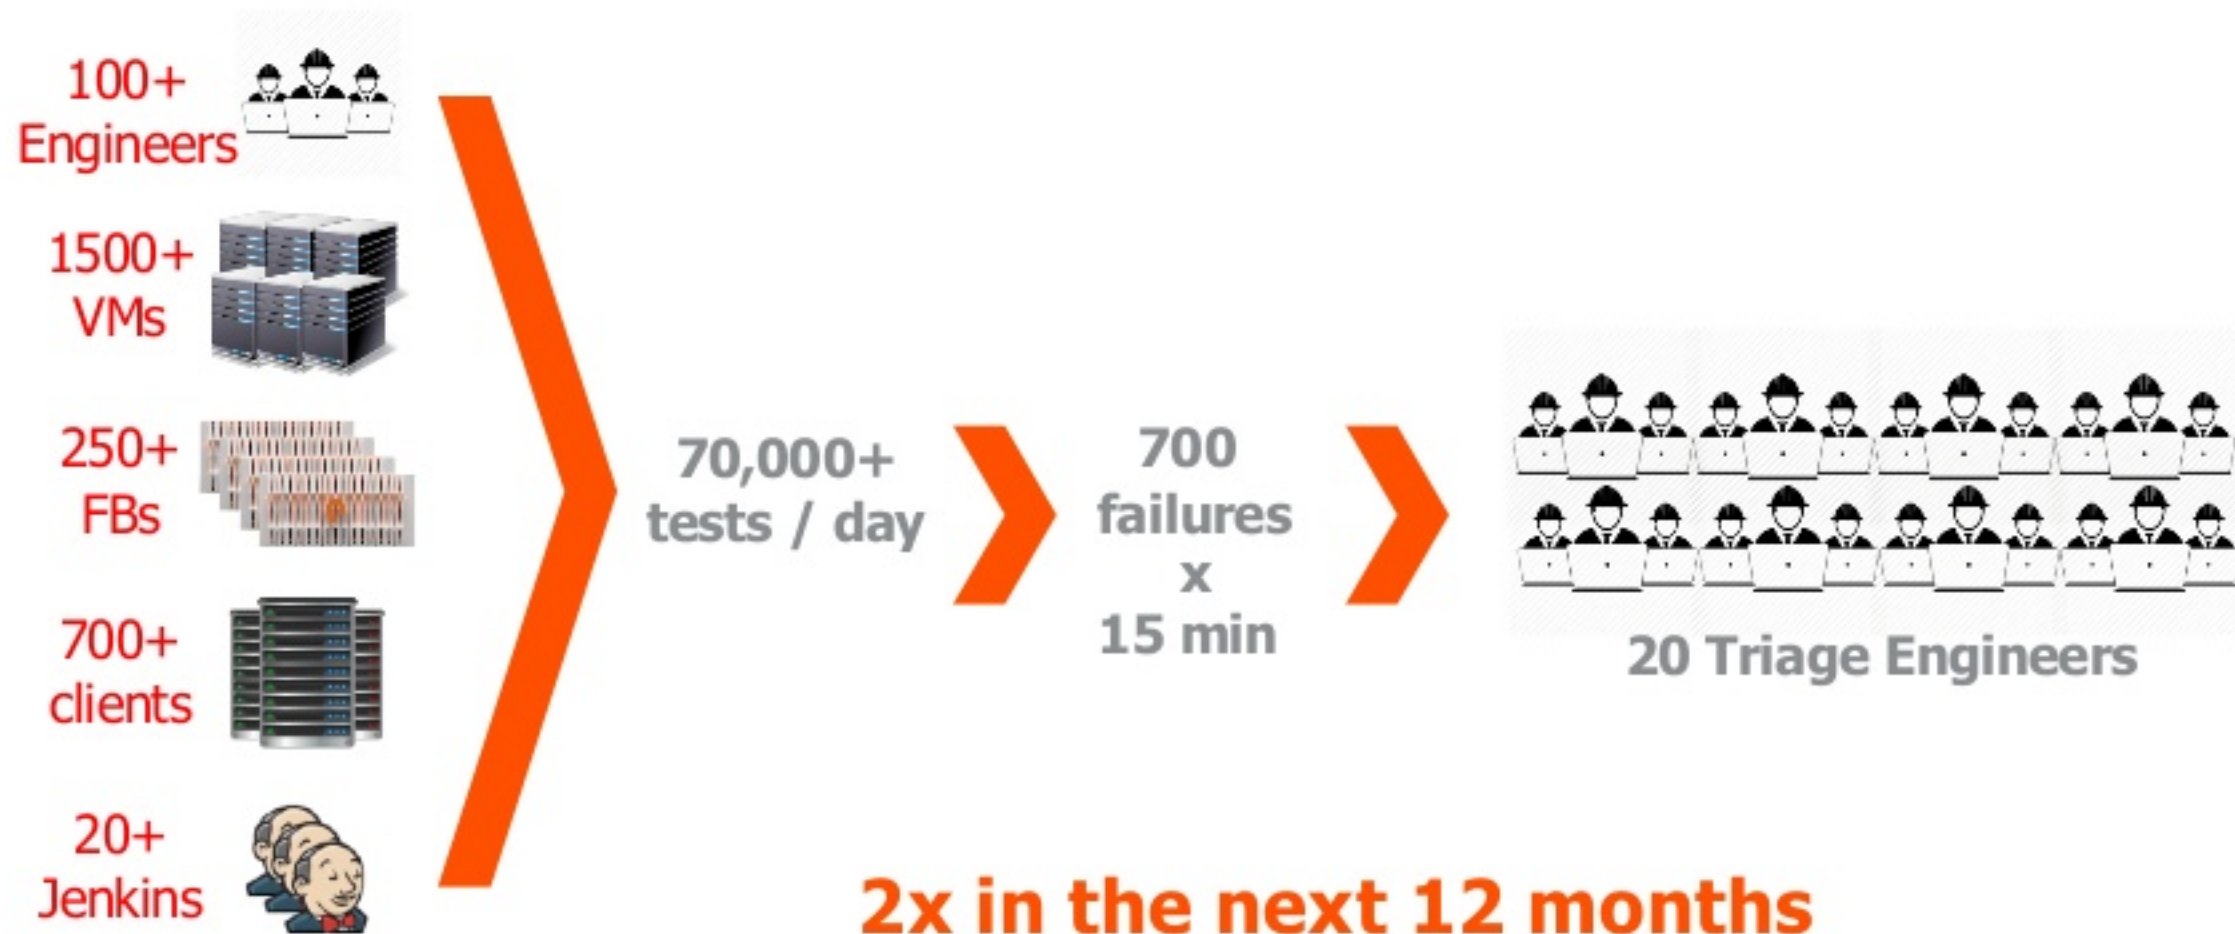 100+
Engineers
1500+
VMs
250+
FBs
700+
clients
20+
Jenkins
70,000+
tests / day
700
failures
x
15 min
20 Triage Engineers
2x in the next 12 months